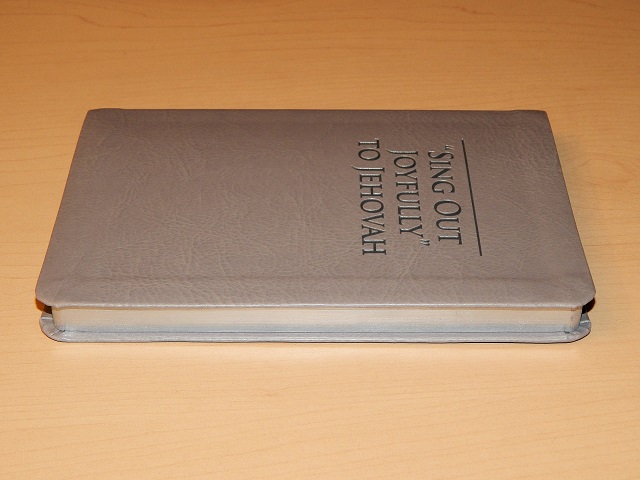 “SING OUT
JOYFULLY”
TO JEHOVAH